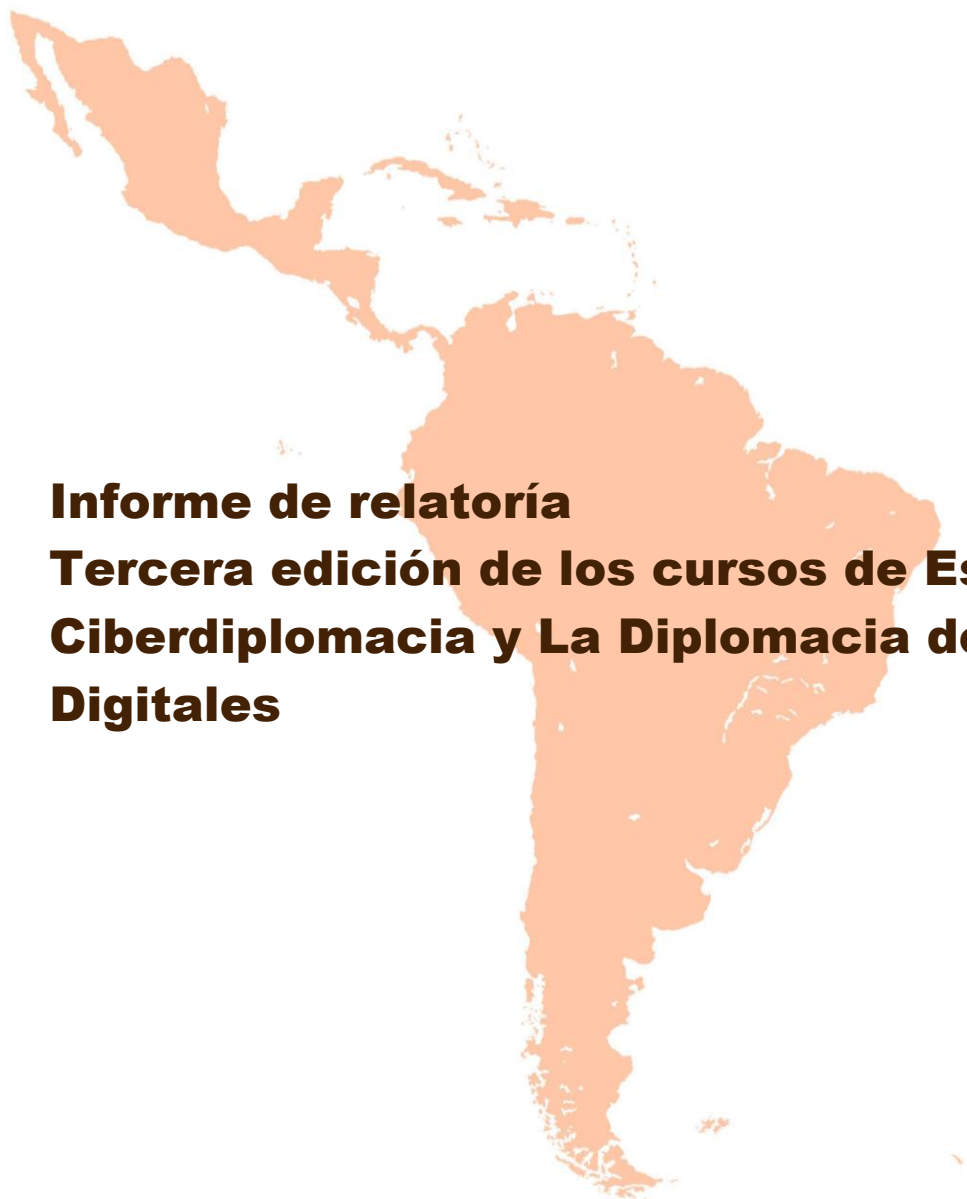 Informe de relatoría
Tercera edición de los cursos de Es
Ciberdiplomacia y La Diplomacia de
Digitales